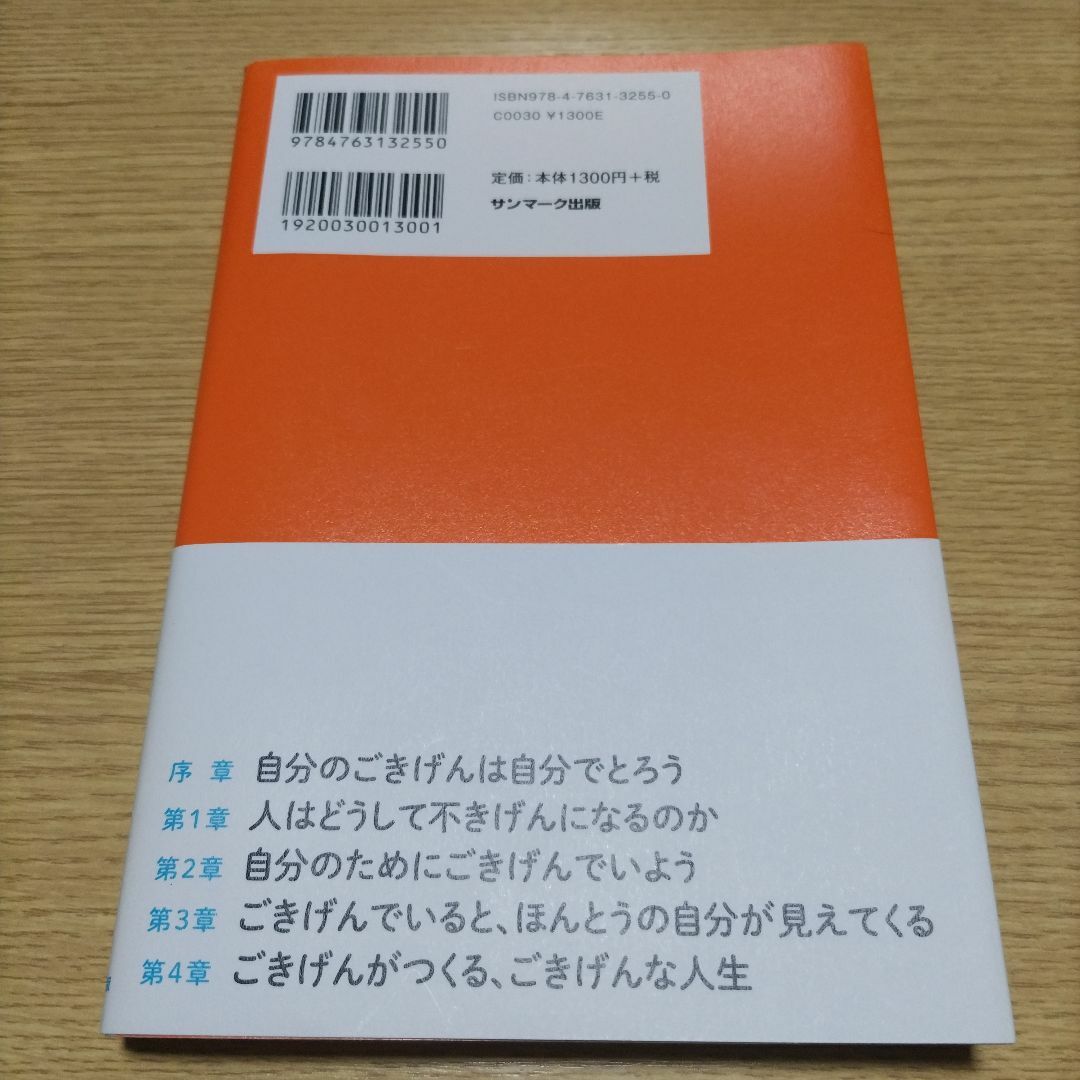 ISBN978-4-7631-3255-0
C0030 ¥1300E
9784763132550
定価：本体1300円＋税
サンマーク出版
1920030013001
序 章 自分のごきげんは自分でとろう
第1章 人はどうして不きげんになるのか
第2章 自分のためにごきげんでいよう
第3章 ごきげんでいると、ほんとうの自分が見えてくる
第4章 ごきげんがつくる、ごきげんな人生